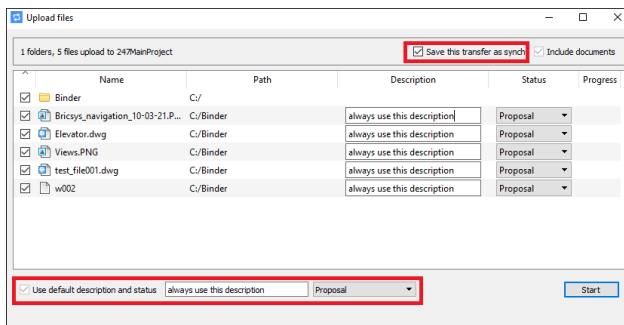 Upload files
1 folders, 5 files upload to 247MainProject
Save this transfer as synch Include documents
Name Path Description Status Progress
Binder C:/
Bricsys_navigation_10-03-21.P... C:/Binder always use this description Proposal
Elevator.dwg C:/Binder always use this description Proposal
Views.PNG C:/Binder always use this description Proposal
test_file001.dwg C:/Binder always use this description Proposal
w002 C:/Binder always use this description Proposal
Use default description and status always use this description Proposal Start